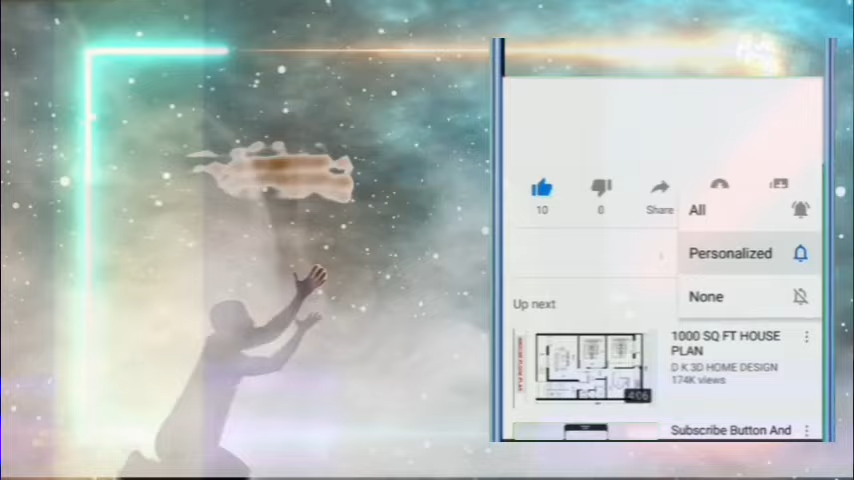 10
0
Share
All
Personalized
None
Up next
1000 SQ FT HOUSE
PLAN
D K 3D HOME DESIGN
174K views
4:06
Subscribe Button And